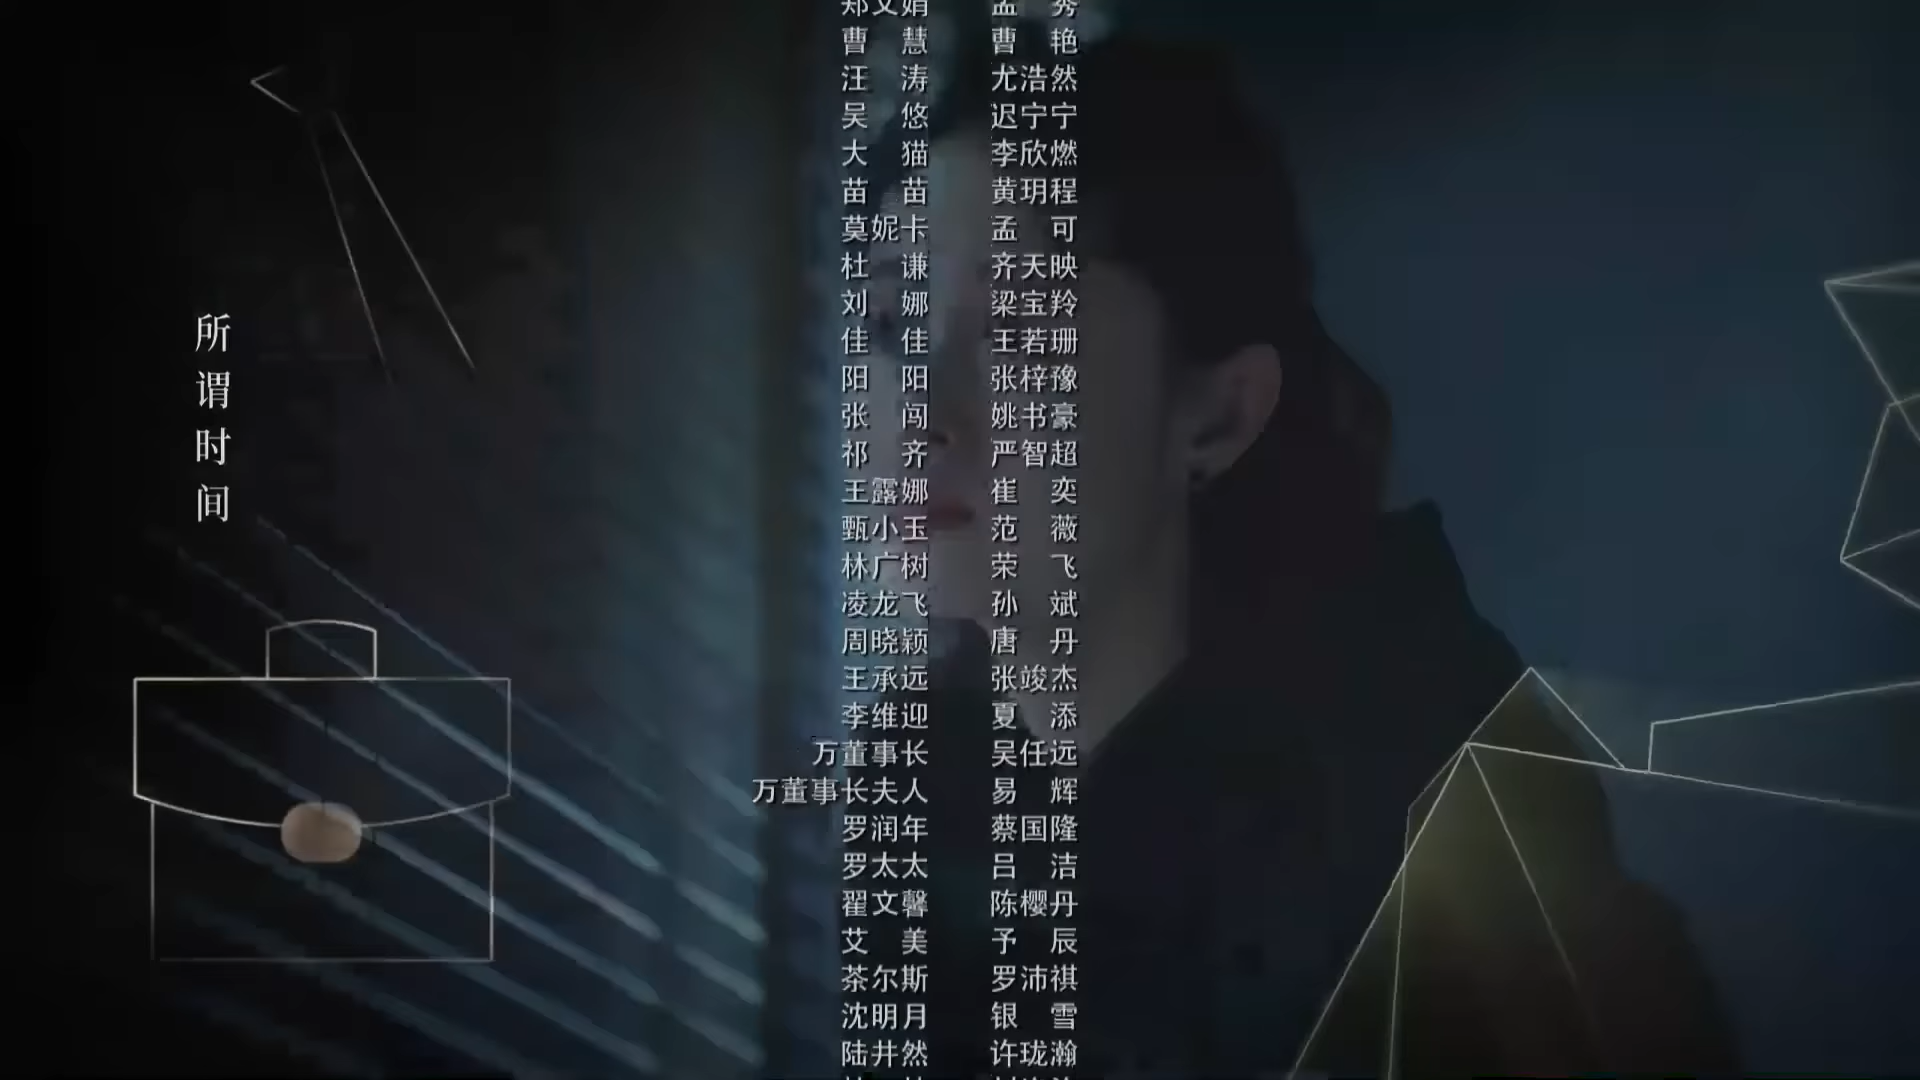 郑文娟 孟秀
曹慧 曹艳
汪涛 尤浩然
吴悠 迟宁宁
大猫 李欣燃
苗苗 黄玥程
莫妮卡 孟可
杜谦 齐天映
刘娜 梁宝羚
佳佳 王若珊
阳阳 张梓豫
张闯 姚书豪
祁齐 严智超
王露娜 崔奕
甄小玉 范薇
林广树 荣飞
凌龙飞 孙斌
周晓颖 唐丹
王承远 张竣杰
李维迎 夏添
万董事长 吴任远
万董事长夫人 易辉
罗润年 蔡国隆
罗太太 吕洁
翟文馨 陈樱丹
艾美 予辰
茶尔斯 罗沛祺
沈明月 银雪
陆井然 许珑瀚
所谓时间